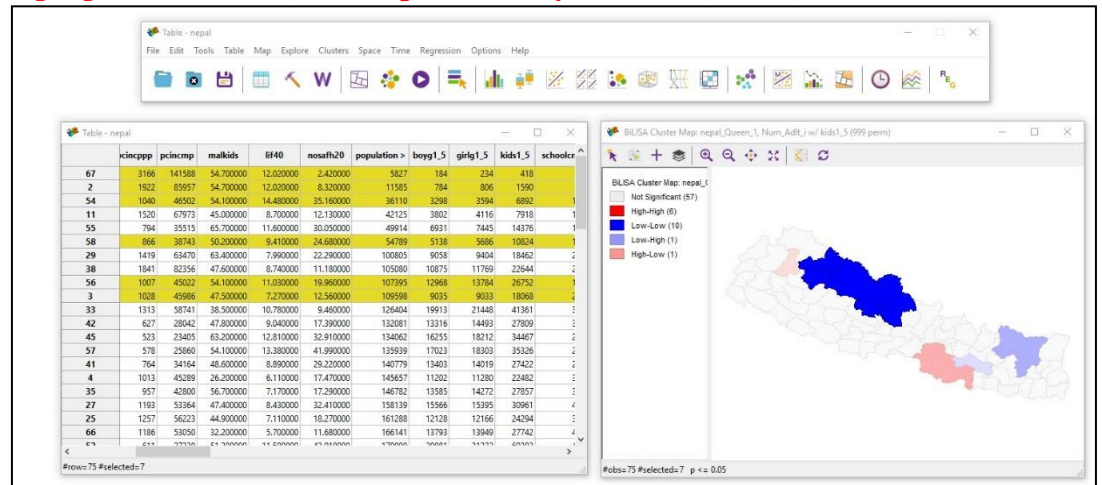 Table - nepal
File Edit Tools Table Map Explore Clusters Space Time Regression Options Help
Table - nepal
pcincppp pcincmp malkids lif40 nosafh20 population > boyg1_5 girlg1_5 kids1_5
67 3166 141588 54.700000 12.020000 2.420000 5827 184 234 418
2 1922 85957 54.700000 12.020000 8.320000 11585 784 806 1590
54 1040 46502 54.100000 14.480000 35.160000 36110 3298 3594 6892
11 1520 67973 45.000000 8.700000 12.130000 42125 3802 4116 7918
55 794 35515 65.700000 11.600000 30.050000 49914 6931 7445 14376
58 866 38743 50.200000 9.410000 24.680000 54789 5138 5686 10824
29 1419 63470 63.400000 7.990000 22.290000 100805 9058 9404 18462
38 1841 82356 47.600000 8.740000 11.180000 105080 10875 11769 22644
56 1007 45022 54.100000 11.030000 19.960000 107395 12968 13784 26752
3 1028 45986 47.500000 7.270000 12.560000 109598 9035 9033 18068
33 1313 58741 38.500000 10.780000 9.460000 126404 19913 21448 41361
42 627 28042 47.800000 9.040000 17.390000 132081 13316 14493 27809
45 523 23405 63.200000 12.810000 32.910000 134062 16255 18212 34467
57 578 25860 54.100000 13.380000 41.990000 135939 17023 18303 35326
41 764 34164 48.600000 8.890000 29.220000 140779 13403 14019 27422
4 1013 45289 26.200000 6.110000 17.470000 145657 11202 11280 22482
35 957 42800 56.700000 7.170000 17.290000 146782 13585 14272 27857
27 1193 53364 47.400000 8.430000 32.410000 158139 15566 15395 30961
25 1257 56223 44.900000 7.110000 18.270000 161288 12128 12166 24294
66 1186 53050 32.200000 5.700000 11.680000 166141 13793 13949 27742
#row=75 #selected=7
BiLISA Cluster Map: nepal_Queen_1, Num_Adlt_i w/ kids1_5 (999 perm)
BiLISA Cluster Map: nepal_
Not Significant (57)
High-High (6)
Low-Low (10)
Low-High (1)
High-Low (1)
#obs=75 #selected=7 p <= 0.05